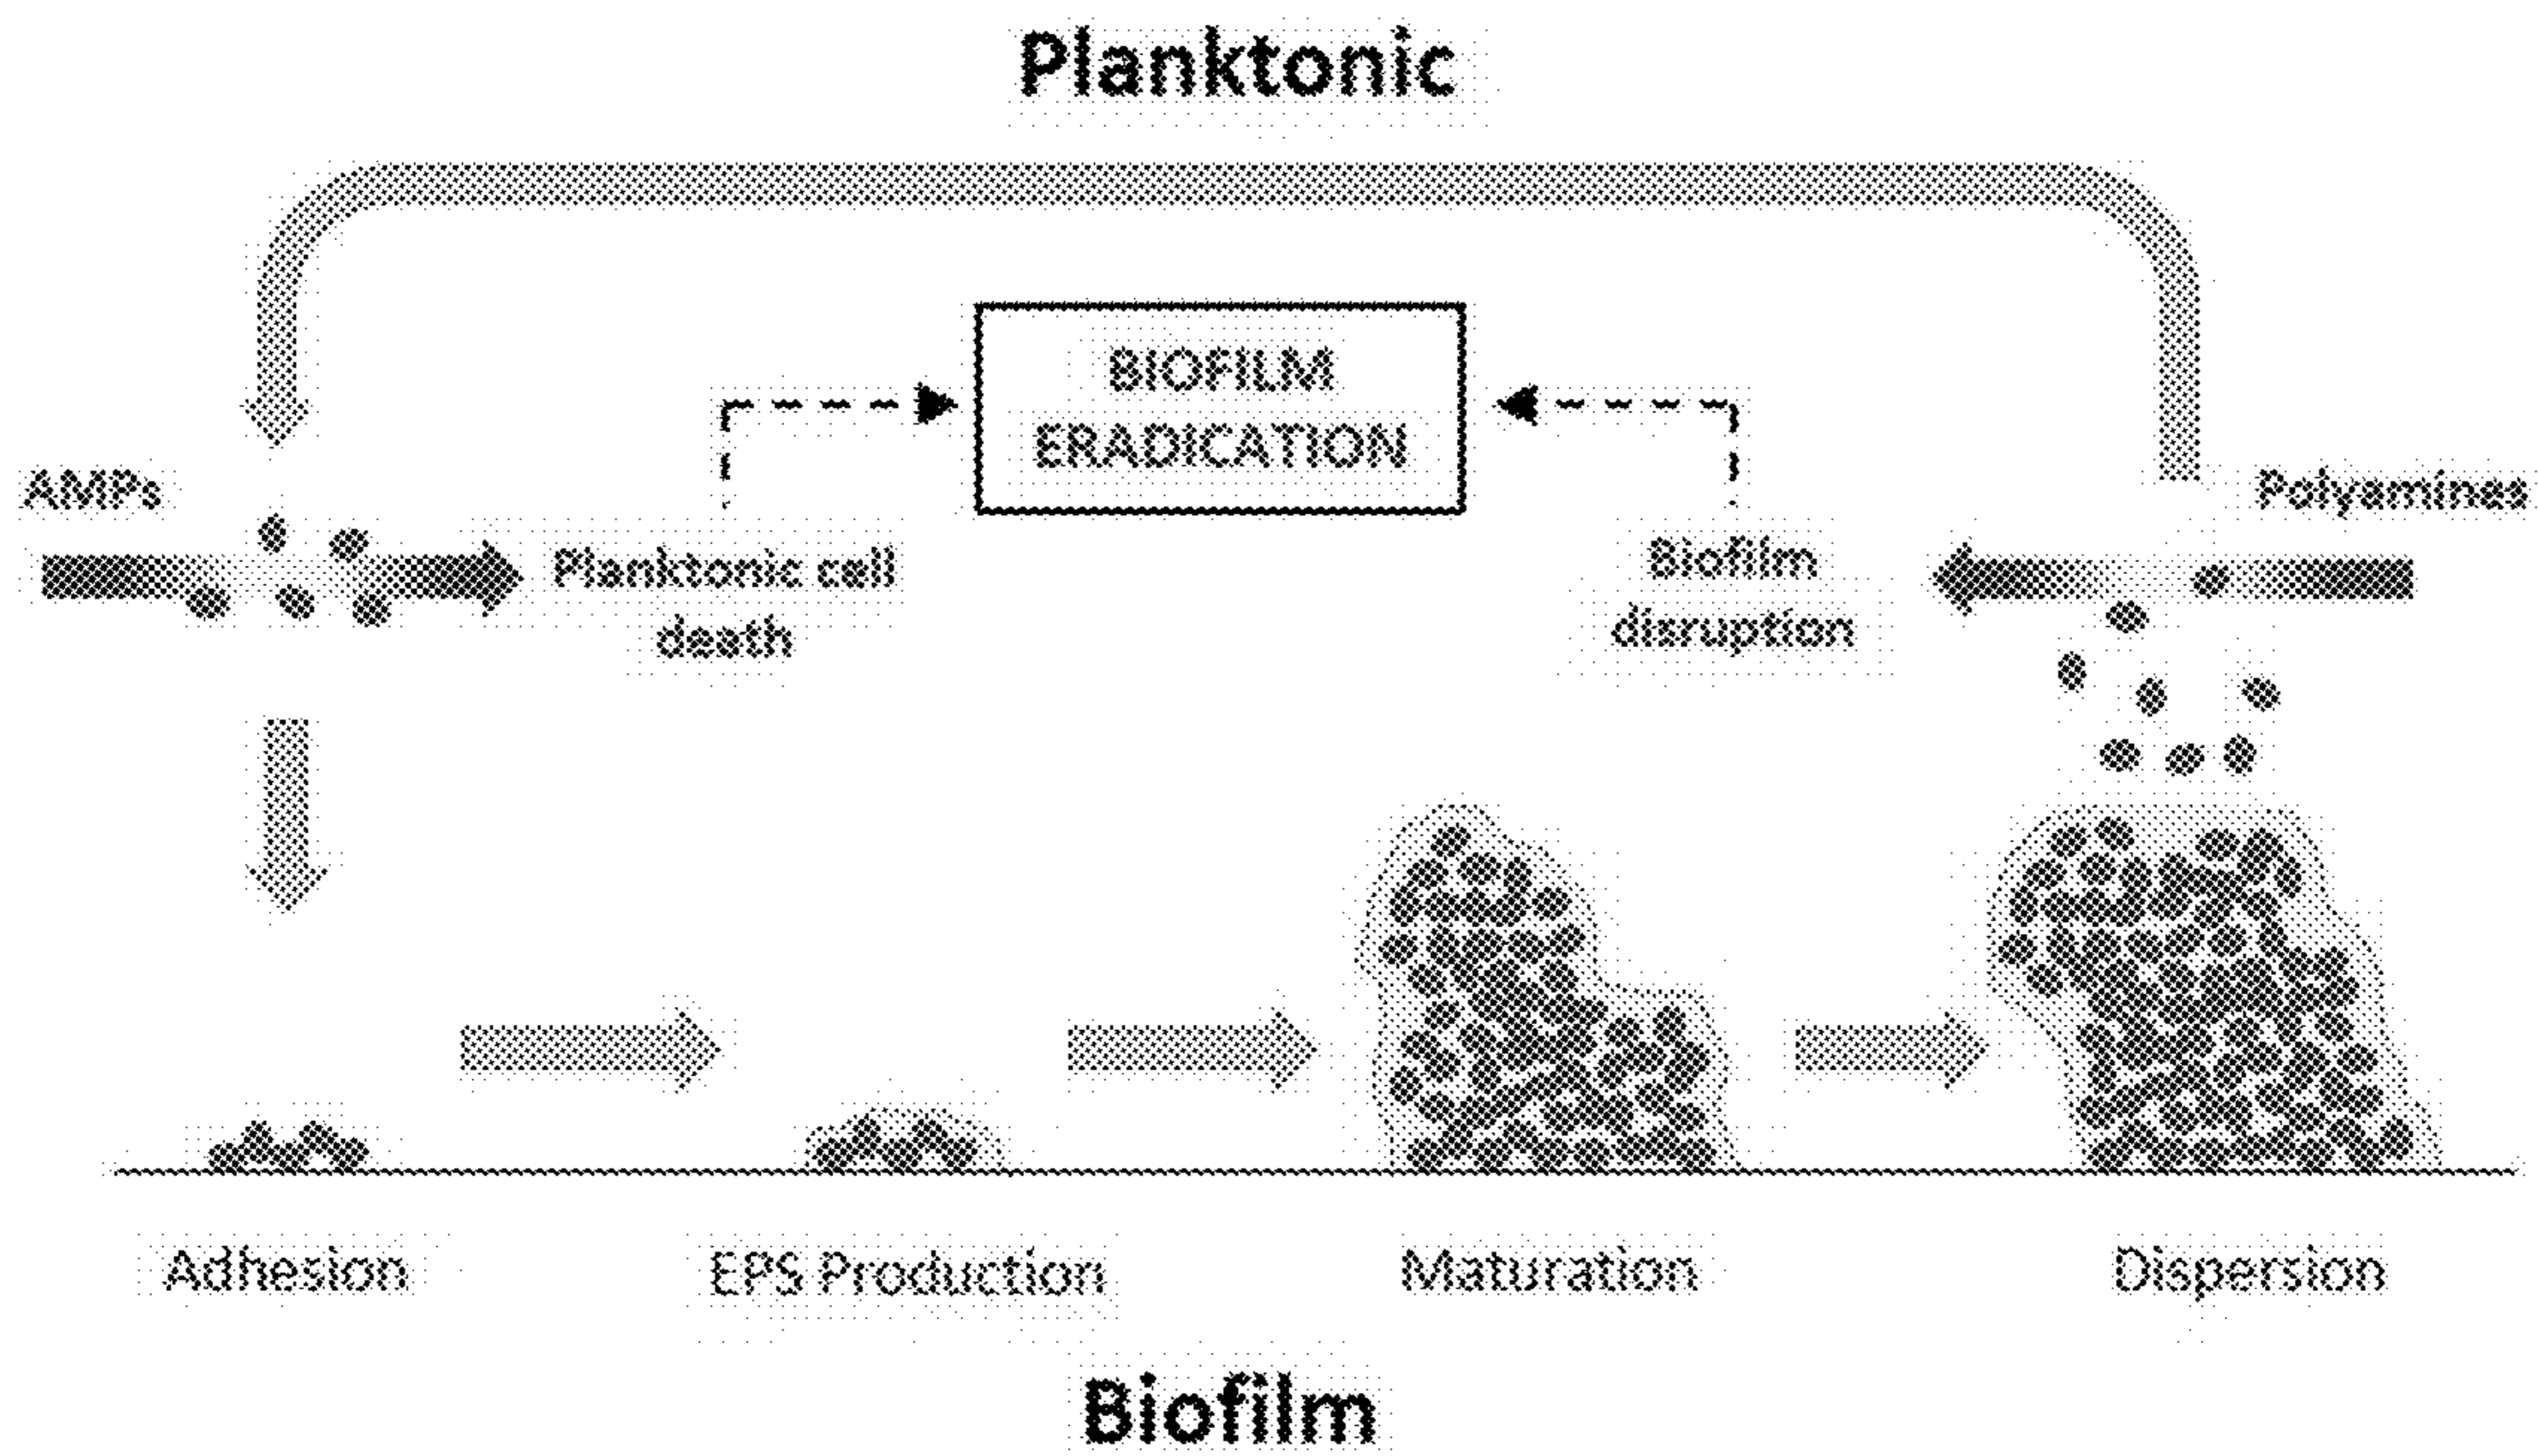 Planktonic
BIOFILM
ERADICATION
AMPs
Polyamines
Planktonic cell
death
Biofilm
disruption
Adhesion
EPS Production
Maturation
Dispersion
Biofilm